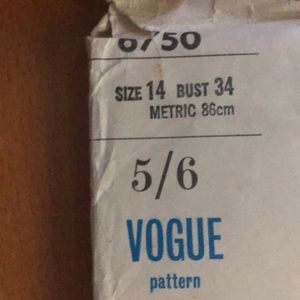 6750
SIZE 14 BUST 34
METRIC 86cm
5/6
VOGUE
pattern